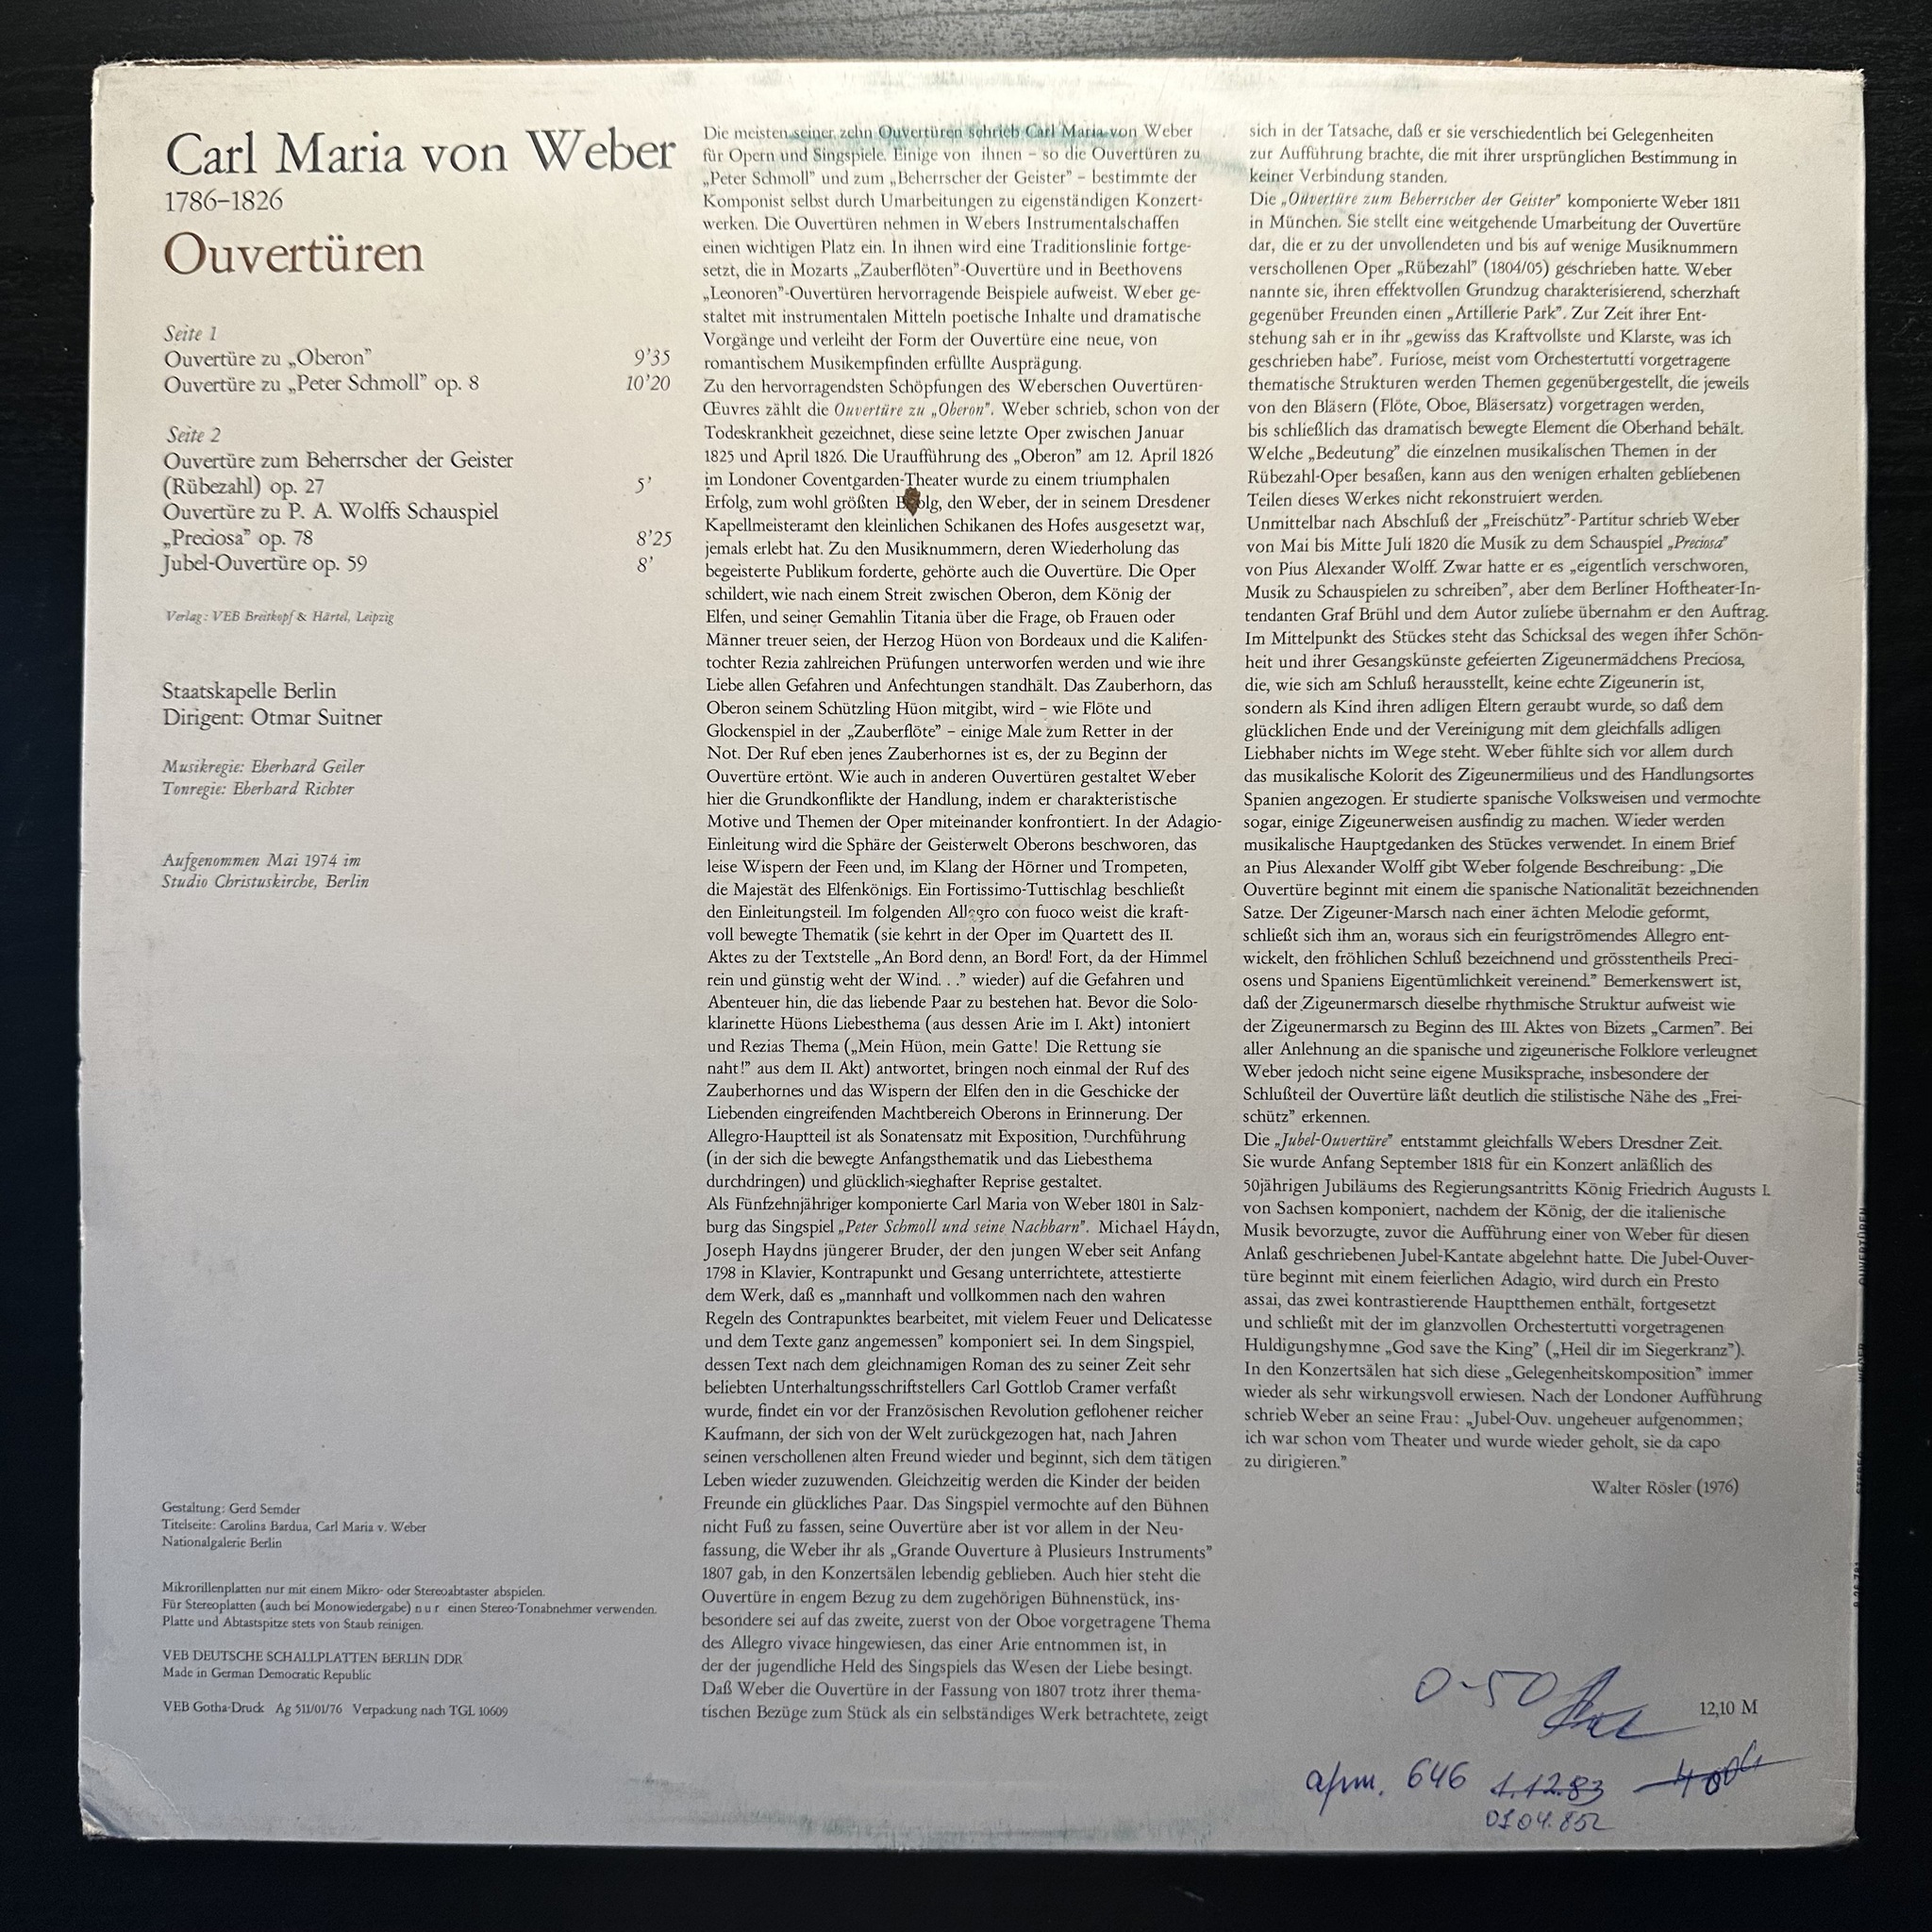 Carl Maria von Weber
1786–1826
Ouvertüren
Seite 1
Ouvertüre zu „Oberon” 9’35
Ouvertüre zu „Peter Schmoll” op. 8 10’20
Seite 2
Ouvertüre zum Beherrscher der Geister
(Rübezahl) op. 27 5’
Ouvertüre zu P. A. Wolffs Schauspiel
„Preciosa” op. 78 8’25
Jubel-Ouvertüre op. 59 8’
Verlag: VEB Breitkopf & Härtel, Leipzig
Staatskapelle Berlin
Dirigent: Otmar Suitner
Musikregie: Eberhard Geiler
Tonregie: Eberhard Richter
Aufgenommen Mai 1974 im
Studio Christuskirche, Berlin
Gestaltung: Gerd Semder
Titelseite: Carolina Bardua, Carl Maria v. Weber
Nationalgalerie Berlin
Mikrorillenplatten nur mit einem Mikro- oder Stereoabtaster abspielen.
Für Stereoplatten (auch bei Monowiedergabe) nur einen Stereo-Tonabnehmer verwenden.
Platte und Abtastspitze stets von Staub reinigen.
VEB DEUTSCHE SCHALLPLATTEN BERLIN DDR
Made in German Democratic Republic
VEB Gotha-Druck Ag 511/01/76 Verpackung nach TGL 10609
Die meisten seiner zehn Ouvertüren schrieb Carl Maria von Weber
für Opern und Singspiele. Einige von ihnen – so die Ouvertüren zu
„Peter Schmoll” und zum „Beherrscher der Geister” – bestimmte der
Komponist selbst durch Umarbeitungen zu eigenständigen Konzert-
werken. Die Ouvertüren nehmen in Webers Instrumentalschaffen
einen wichtigen Platz ein. In ihnen wird eine Traditionslinie fortge-
setzt, die in Mozarts „Zauberflöten”-Ouvertüre und in Beethovens
„Leonoren”-Ouvertüren hervorragende Beispiele aufweist. Weber ge-
staltet mit instrumentalen Mitteln poetische Inhalte und dramatische
Vorgänge und verleiht der Form der Ouvertüre eine neue, von
romantischem Musikempfinden erfüllte Ausprägung.
Zu den hervorragendsten Schöpfungen des Weberschen Ouvertüren-
Œuvres zählt die Ouvertüre zu „Oberon”. Weber schrieb, schon von der
Todeskrankheit gezeichnet, diese seine letzte Oper zwischen Januar
1825 und April 1826. Die Uraufführung des „Oberon” am 12. April 1826
im Londoner Coventgarden-Theater wurde zu einem triumphalen
Erfolg, zum wohl größten Erfolg, den Weber, der in seinem Dresdener
Kapellmeisteramt den kleinlichen Schikanen des Hofes ausgesetzt war,
jemals erlebt hat. Zu den Musiknummern, deren Wiederholung das
begeisterte Publikum forderte, gehörte auch die Ouvertüre. Die Oper
schildert, wie nach einem Streit zwischen Oberon, dem König der
Elfen, und seiner Gemahlin Titania über die Frage, ob Frauen oder
Männer treuer seien, der Herzog Hüon von Bordeaux und die Kalifen-
tochter Rezia zahlreichen Prüfungen unterworfen werden und wie ihre
Liebe allen Gefahren und Anfechtungen standhält. Das Zauberhorn, das
Oberon seinem Schützling Hüon mitgibt, wird – wie Flöte und
Glockenspiel in der „Zauberflöte” – einige Male zum Retter in der
Not. Der Ruf eben jenes Zauberhornes ist es, der zu Beginn der
Ouvertüre ertönt. Wie auch in anderen Ouvertüren gestaltet Weber
hier die Grundkonflikte der Handlung, indem er charakteristische
Motive und Themen der Oper miteinander konfrontiert. In der Adagio-
Einleitung wird die Sphäre der Geisterwelt Oberons beschworen, das
leise Wispern der Feen und, im Klang der Hörner und Trompeten,
die Majestät des Elfenkönigs. Ein Fortissimo-Tuttischlag beschließt
den Einleitungsteil. Im folgenden Allegro con fuoco weist die kraft-
voll bewegte Thematik (sie kehrt in der Oper im Quartett des II.
Aktes zu der Textstelle „An Bord denn, an Bord! Fort, da der Himmel
rein und günstig weht der Wind. . .” wieder) auf die Gefahren und
Abenteuer hin, die das liebende Paar zu bestehen hat. Bevor die Solo-
klarinette Hüons Liebesthema (aus dessen Arie im I. Akt) intoniert
und Rezias Thema („Mein Hüon, mein Gatte! Die Rettung sie
naht!” aus dem II. Akt) antwortet, bringen noch einmal der Ruf des
Zauberhornes und das Wispern der Elfen den in die Geschicke der
Liebenden eingreifenden Machtbereich Oberons in Erinnerung. Der
Allegro-Hauptteil ist als Sonatensatz mit Exposition, Durchführung
(in der sich die bewegte Anfangsthematik und das Liebesthema
durchdringen) und glücklich-sieghafter Reprise gestaltet.
Als Fünfzehnjähriger komponierte Carl Maria von Weber 1801 in Salz-
burg das Singspiel „Peter Schmoll und seine Nachbarn”. Michael Haydn,
Joseph Haydns jüngerer Bruder, der den jungen Weber seit Anfang
1798 in Klavier, Kontrapunkt und Gesang unterrichtete, attestierte
dem Werk, daß es „mannhaft und vollkommen nach den wahren
Regeln des Contrapunktes bearbeitet, mit vielem Feuer und Delicatesse
und dem Texte ganz angemessen” komponiert sei. In dem Singspiel,
dessen Text nach dem gleichnamigen Roman des zu seiner Zeit sehr
beliebten Unterhaltungsschriftstellers Carl Gottlob Cramer verfaßt
wurde, findet ein vor der Französischen Revolution geflohener reicher
Kaufmann, der sich von der Welt zurückgezogen hat, nach Jahren
seinen verschollenen alten Freund wieder und beginnt, sich dem tätigen
Leben wieder zuzuwenden. Gleichzeitig werden die Kinder der beiden
Freunde ein glückliches Paar. Das Singspiel vermochte auf den Bühnen
nicht Fuß zu fassen, seine Ouvertüre aber ist vor allem in der Neu-
fassung, die Weber ihr als „Grande Ouverture à Plusieurs Instruments”
1807 gab, in den Konzertsälen lebendig geblieben. Auch hier steht die
Ouvertüre in engem Bezug zu dem zugehörigen Bühnenstück, ins-
besondere sei auf das zweite, zuerst von der Oboe vorgetragene Thema
des Allegro vivace hingewiesen, das einer Arie entnommen ist, in
der der jugendliche Held des Singspiels das Wesen der Liebe besingt.
Daß Weber die Ouvertüre in der Fassung von 1807 trotz ihrer thema-
tischen Bezüge zum Stück als ein selbständiges Werk betrachtete, zeigt
sich in der Tatsache, daß er sie verschiedentlich bei Gelegenheiten
zur Aufführung brachte, die mit ihrer ursprünglichen Bestimmung in
keiner Verbindung standen.
Die „Ouvertüre zum Beherrscher der Geister” komponierte Weber 1811
in München. Sie stellt eine weitgehende Umarbeitung der Ouvertüre
dar, die er zu der unvollendeten und bis auf wenige Musiknummern
verschollenen Oper „Rübezahl” (1804/05) geschrieben hatte. Weber
nannte sie, ihren effektvollen Grundzug charakterisierend, scherzhaft
gegenüber Freunden einen „Artillerie Park”. Zur Zeit ihrer Ent-
stehung sah er in ihr „gewiss das Kraftvollste und Klarste, was ich
geschrieben habe”. Furiose, meist vom Orchestertutti vorgetragene
thematische Strukturen werden Themen gegenübergestellt, die jeweils
von den Bläsern (Flöte, Oboe, Bläsersatz) vorgetragen werden,
bis schließlich das dramatisch bewegte Element die Oberhand behält.
Welche „Bedeutung” die einzelnen musikalischen Themen in der
Rübezahl-Oper besaßen, kann aus den wenigen erhalten gebliebenen
Teilen dieses Werkes nicht rekonstruiert werden.
Unmittelbar nach Abschluß der „Freischütz”-Partitur schrieb Weber
von Mai bis Mitte Juli 1820 die Musik zu dem Schauspiel „Preciosa”
von Pius Alexander Wolff. Zwar hatte er es „eigentlich verschworen,
Musik zu Schauspielen zu schreiben”, aber dem Berliner Hoftheater-In-
tendanten Graf Brühl und dem Autor zuliebe übernahm er den Auftrag.
Im Mittelpunkt des Stückes steht das Schicksal des wegen ihrer Schön-
heit und ihrer Gesangskünste gefeierten Zigeunermädchens Preciosa,
die, wie sich am Schluß herausstellt, keine echte Zigeunerin ist,
sondern als Kind ihren adligen Eltern geraubt wurde, so daß dem
glücklichen Ende und der Vereinigung mit dem gleichfalls adligen
Liebhaber nichts im Wege steht. Weber fühlte sich vor allem durch
das musikalische Kolorit des Zigeunermilieus und des Handlungsortes
Spanien angezogen. Er studierte spanische Volksweisen und vermochte
sogar, einige Zigeunerweisen ausfindig zu machen. Wieder werden
musikalische Hauptgedanken des Stückes verwendet. In einem Brief
an Pius Alexander Wolff gibt Weber folgende Beschreibung: „Die
Ouvertüre beginnt mit einem die spanische Nationalität bezeichnenden
Satze. Der Zigeuner-Marsch nach einer ächten Melodie geformt,
schließt sich ihm an, woraus sich ein feurigströmendes Allegro ent-
wickelt, den fröhlichen Schluß bezeichnend und grösstentheils Preci-
osens und Spaniens Eigentümlichkeit vereinend.” Bemerkenswert ist,
daß der Zigeunermarsch dieselbe rhythmische Struktur aufweist wie
der Zigeunermarsch zu Beginn des III. Aktes von Bizets „Carmen”. Bei
aller Anlehnung an die spanische und zigeunerische Folklore verleugnet
Weber jedoch nicht seine eigene Musiksprache, insbesondere der
Schlußteil der Ouvertüre läßt deutlich die stilistische Nähe des „Frei-
schütz” erkennen.
Die „Jubel-Ouvertüre” entstammt gleichfalls Webers Dresdner Zeit.
Sie wurde Anfang September 1818 für ein Konzert anläßlich des
50jährigen Jubiläums des Regierungsantritts König Friedrich Augusts I.
von Sachsen komponiert, nachdem der König, der die italienische
Musik bevorzugte, zuvor die Aufführung einer von Weber für diesen
Anlaß geschriebenen Jubel-Kantate abgelehnt hatte. Die Jubel-Ouver-
türe beginnt mit einem feierlichen Adagio, wird durch ein Presto
assai, das zwei kontrastierende Hauptthemen enthält, fortgesetzt
und schließt mit der im glanzvollen Orchestertutti vorgetragenen
Huldigungshymne „God save the King” („Heil dir im Siegerkranz”).
In den Konzertsälen hat sich diese „Gelegenheitskomposition” immer
wieder als sehr wirkungsvoll erwiesen. Nach der Londoner Aufführung
schrieb Weber an seine Frau: „Jubel-Ouv. ungeheuer aufgenommen;
ich war schon vom Theater und wurde wieder geholt, sie da capo
zu dirigieren.”
Walter Rösler (1976)
0-50
12,10 M
арт. 646 1.12.83